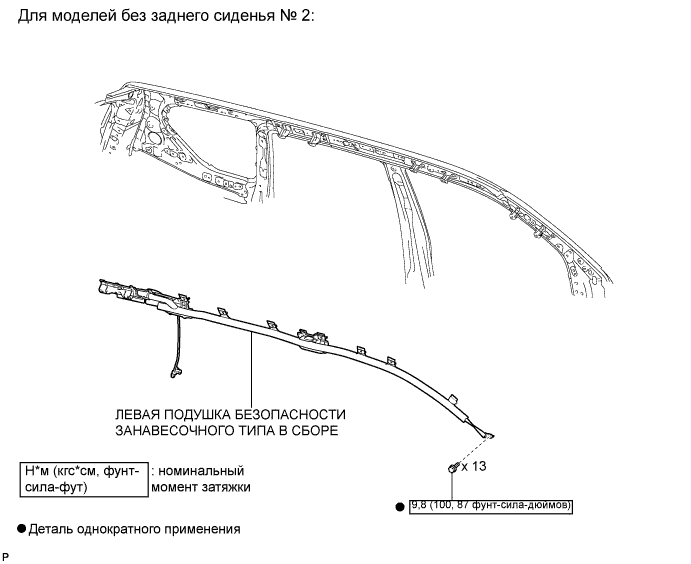 Для моделей без заднего сиденья № 2:
ЛЕВАЯ ПОДУШКА БЕЗОПАСНОСТИ
ЗАНАВЕСОЧНОГО ТИПА В СБОРЕ
x 13
Н*м (кгс*см, фунт-
сила-фут)
: номинальный
момент затяжки
9,8 (100, 87 фунт-сила-дюймов)
Деталь однократного применения
P